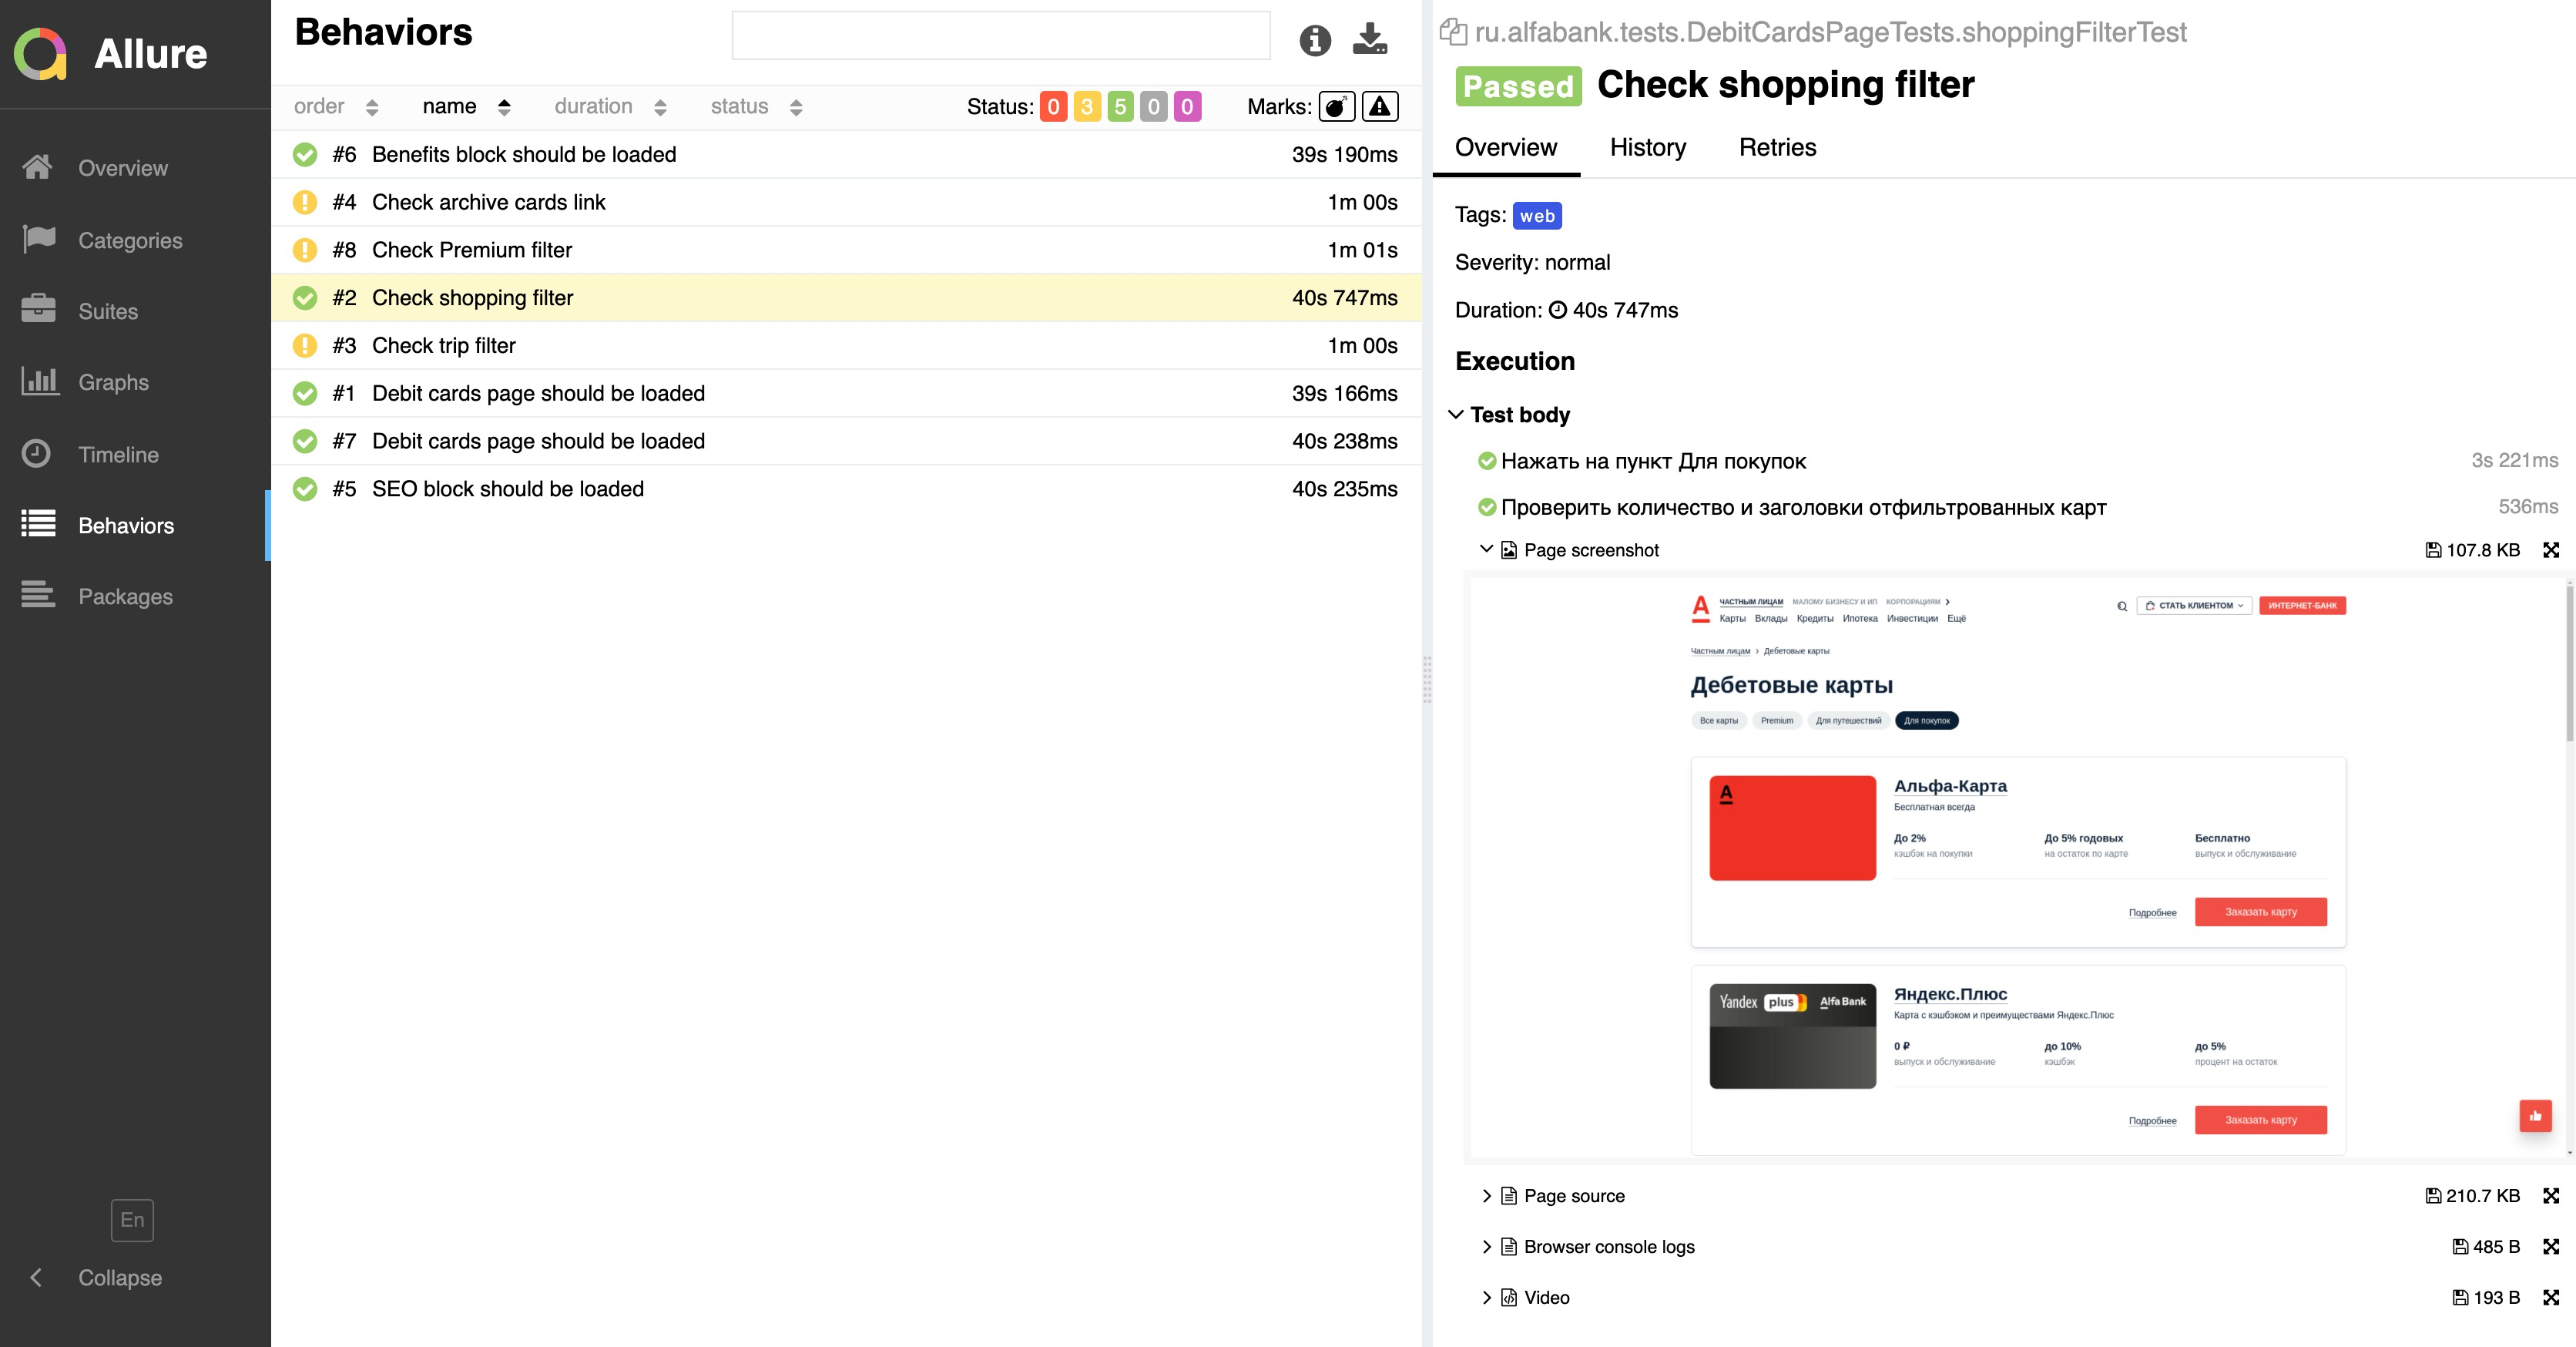 Allure
Overview
Categories
Suites
Graphs
Timeline
Behaviors
Packages
En
Collapse
Behaviors
order name duration status Status: 0 3 5 0 0 Marks:
#6 Benefits block should be loaded 39s 190ms
#4 Check archive cards link 1m 00s
#8 Check Premium filter 1m 01s
#2 Check shopping filter 40s 747ms
#3 Check trip filter 1m 00s
#1 Debit cards page should be loaded 39s 166ms
#7 Debit cards page should be loaded 40s 238ms
#5 SEO block should be loaded 40s 235ms
ru.alfabank.tests.DebitCardsPageTests.shoppingFilterTest
Passed Check shopping filter
Overview History Retries
Tags: web
Severity: normal
Duration: 40s 747ms
Execution
Test body
Нажать на пункт Для покупок 3s 221ms
Проверить количество и заголовки отфильтрованных карт 536ms
Page screenshot 107.8 KB
ЧАСТНЫМ ЛИЦАМ МАЛОМУ БИЗНЕСУ И ИП КОРПОРАЦИЯМ СТАТЬ КЛИЕНТОМ ИНТЕРНЕТ-БАНК
Карты Вклады Кредиты Ипотека Инвестиции Ещё
Частным лицам Дебетовые карты
Дебетовые карты
Все карты Premium Для путешествий Для покупок
А
Альфа-Карта
Бесплатная всегда
До 2% До 5% годовых Бесплатно
кэшбэк на покупки на остаток по карте выпуск и обслуживание
Подробнее Заказать карту
Yandex plus Alfa Bank
Яндекс.Плюс
Карта с кэшбэком и преимуществами Яндекс.Плюс
0 ₽ до 10% до 5%
выпуск и обслуживание кэшбэк процент на остаток
Подробнее Заказать карту
Page source 210.7 KB
Browser console logs 485 B
Video 193 B